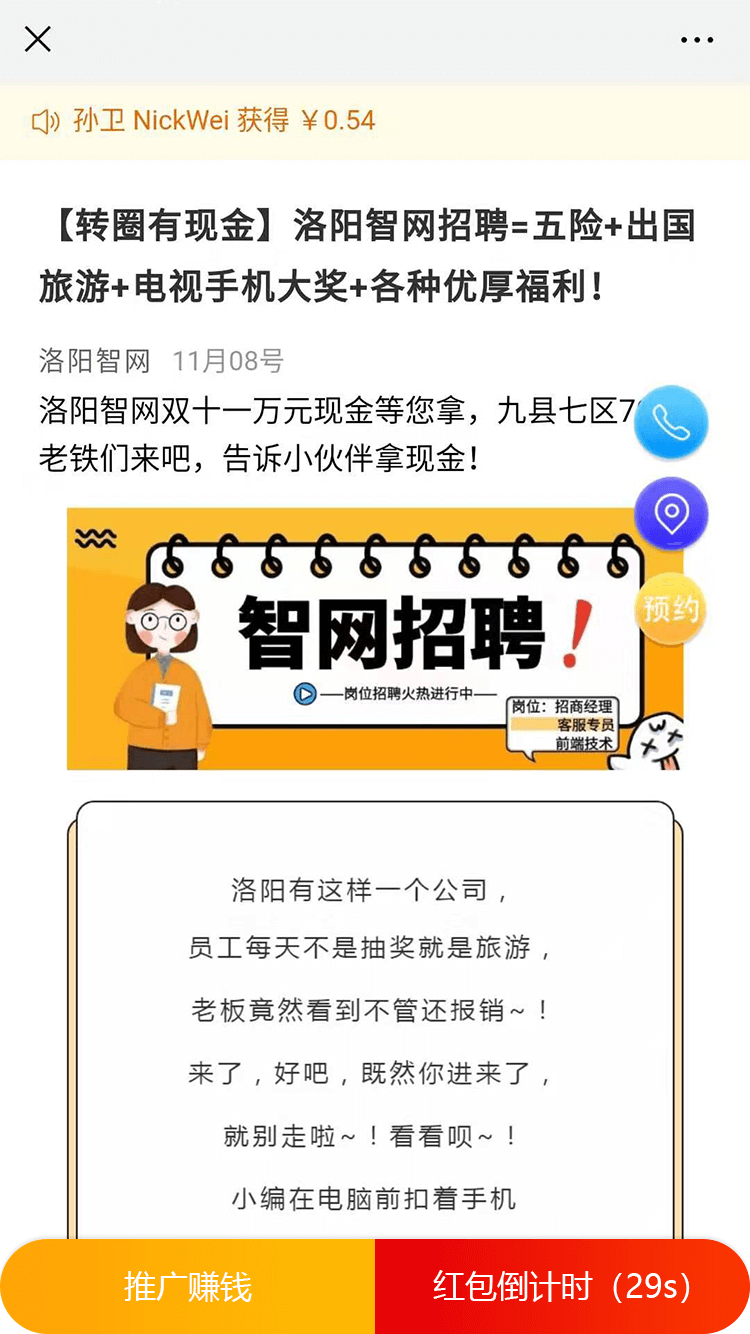 孙卫 NickWei 获得 ￥0.54
【转圈有现金】洛阳智网招聘=五险+出国
旅游+电视手机大奖+各种优厚福利！
洛阳智网 11月08号
洛阳智网双十一万元现金等您拿，九县七区7
老铁们来吧，告诉小伙伴拿现金！
预约
智网招聘！
——岗位招聘火热进行中——
岗位：招商经理
客服专员
前端技术
洛阳有这样一个公司，
员工每天不是抽奖就是旅游，
老板竟然看到不管还报销~！
来了，好吧，既然你进来了，
就别走啦~！看看呗~！
小编在电脑前扣着手机
推广赚钱
红包倒计时（29s）